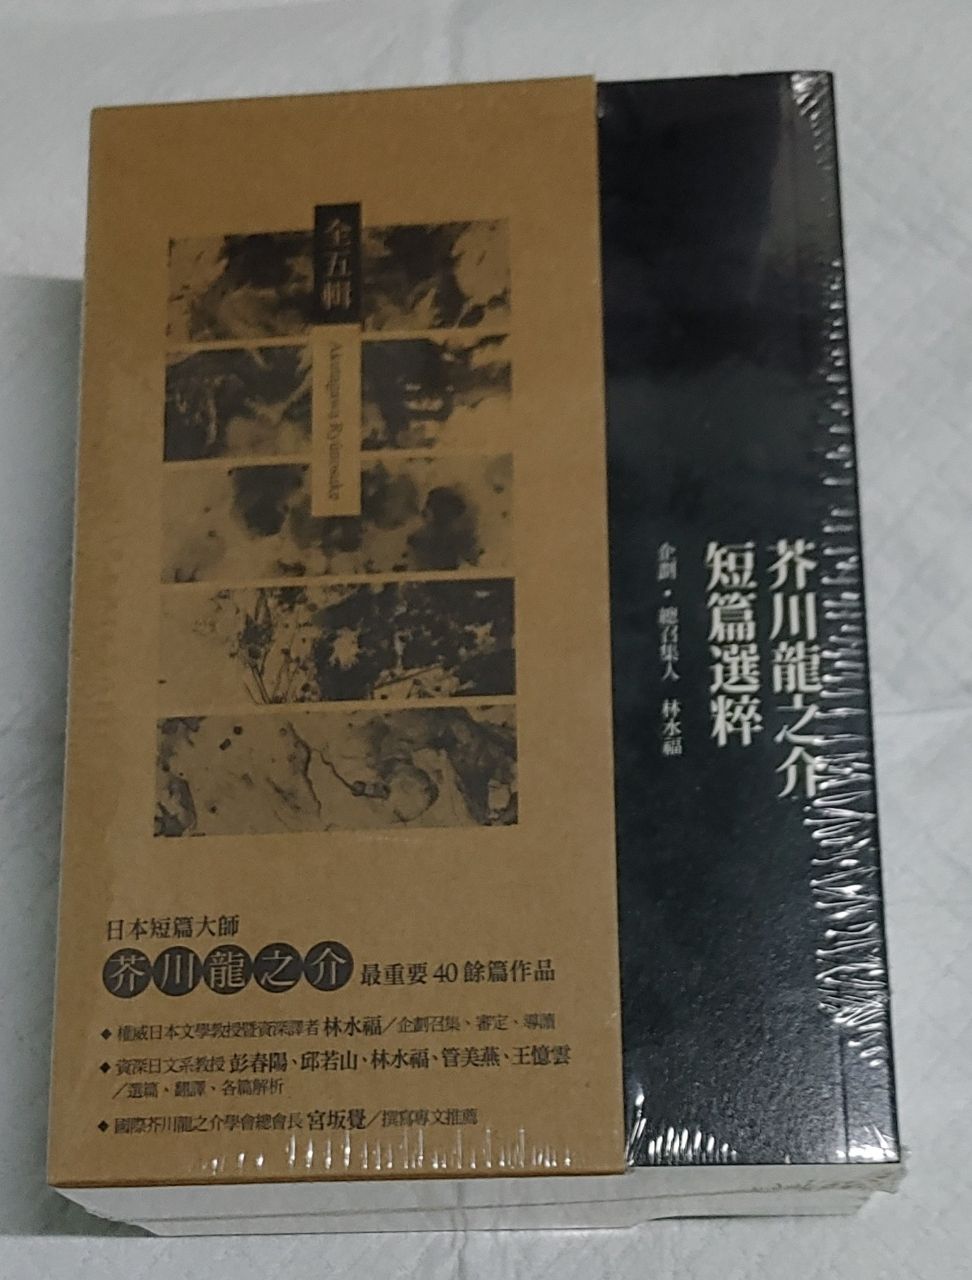 全五輯
Akutagawa Ryūnosuke
芥川龍之介
短篇選粹
企劃・總召集人 林水福
日本短篇大師
芥川龍之介 最重要40餘篇作品
◆ 權威日本文學教授暨資深譯者 林水福／企劃召集、審定、導讀
◆ 資深日文系教授 彭春陽、邱若山、林水福、管美燕、王憶雲
／選篇、翻譯、各篇解析
◆ 國際芥川龍之介學會總會長 宮坂覺／撰寫專文推薦